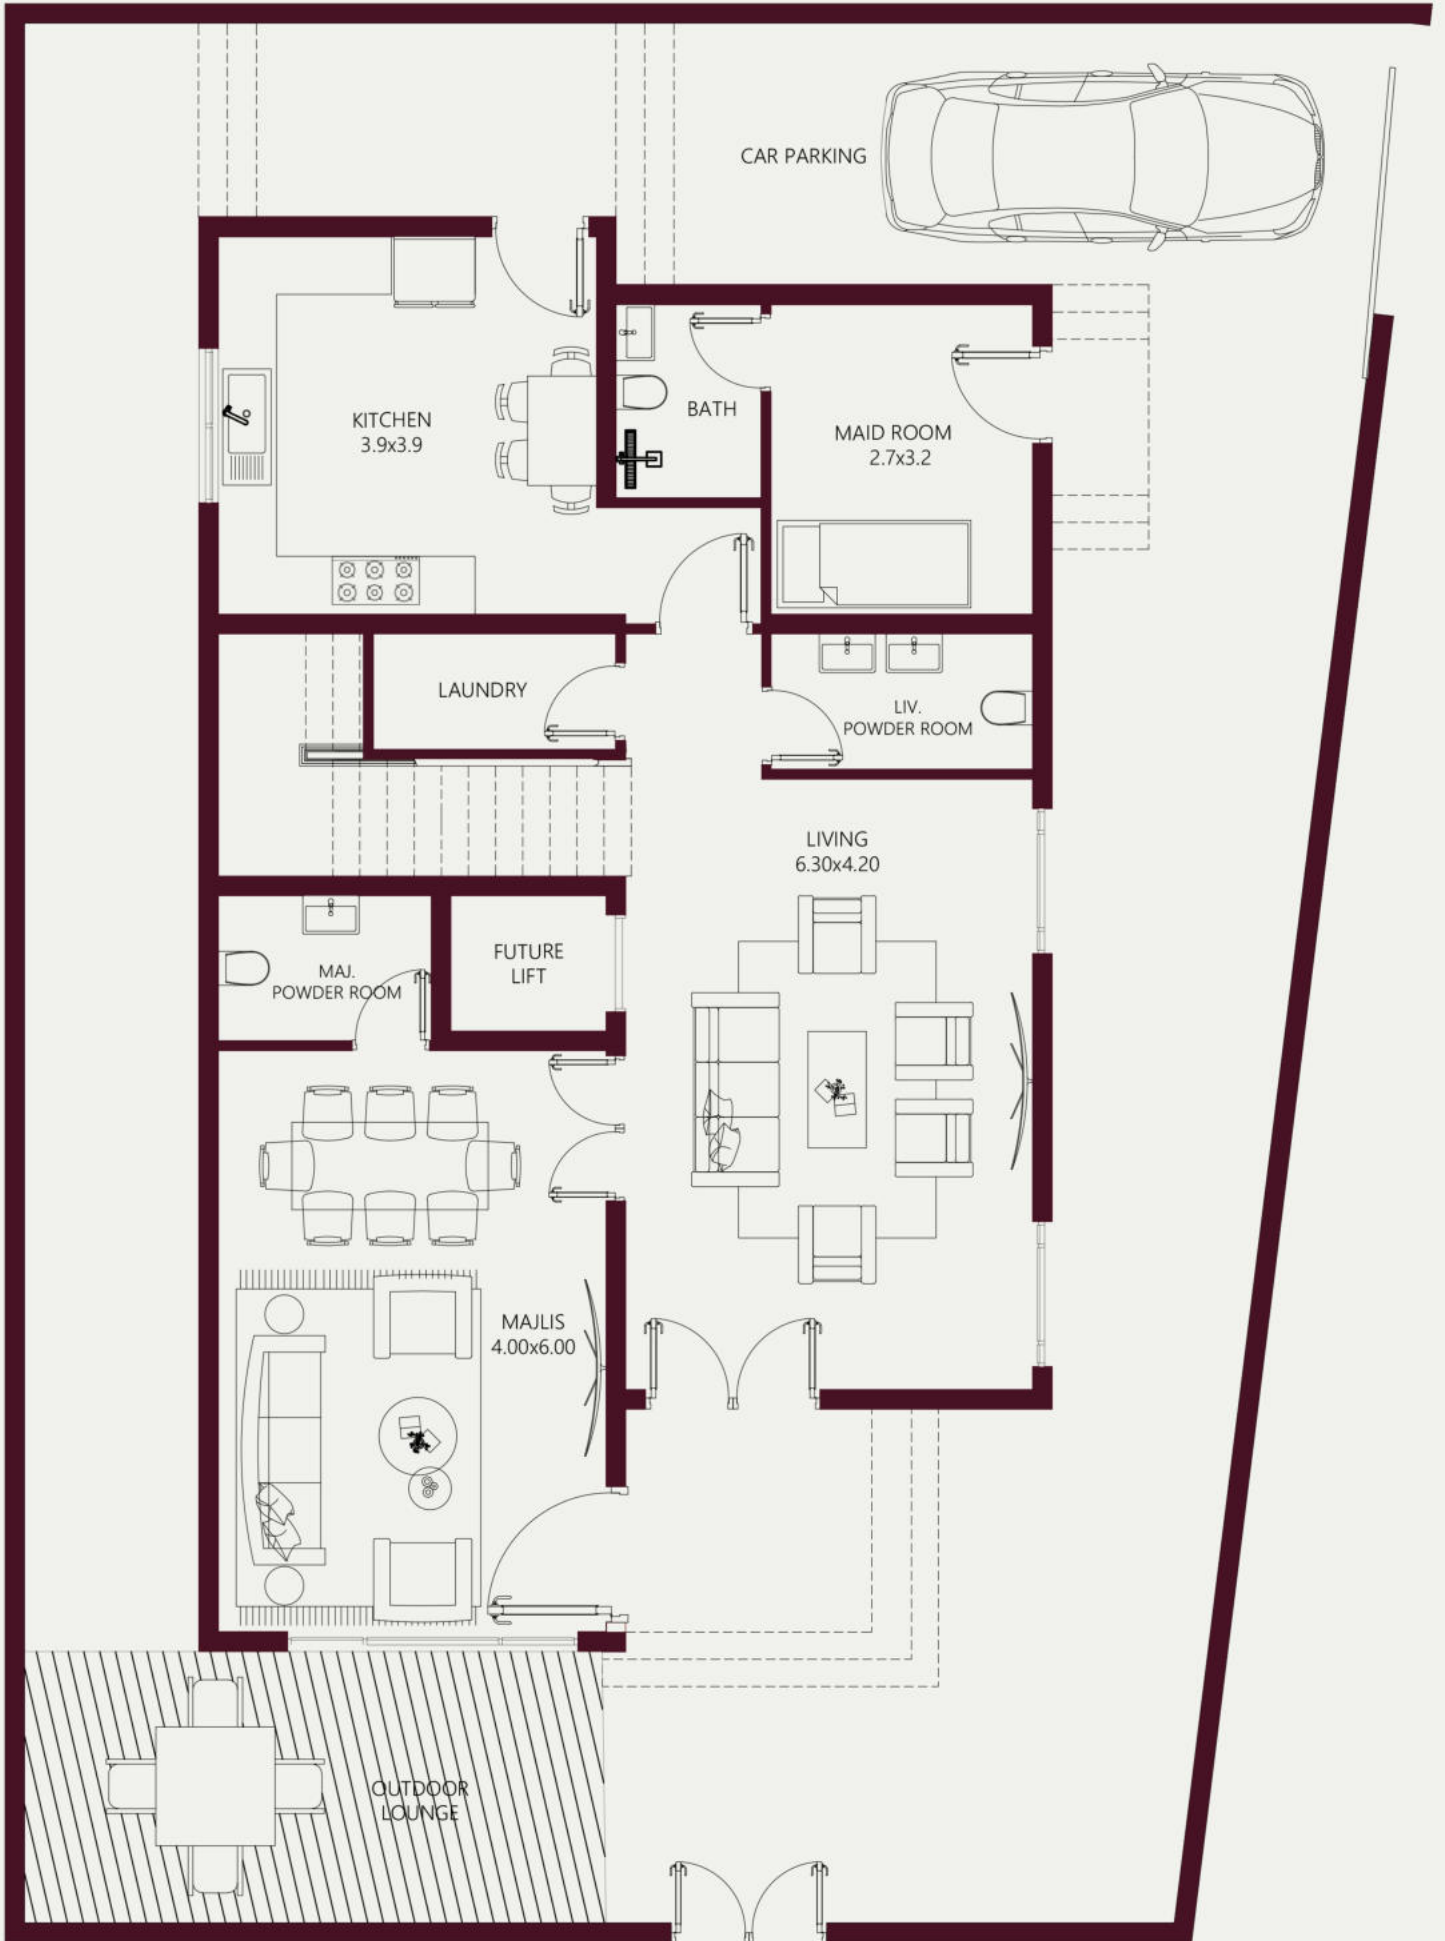 CAR PARKING
KITCHEN
3.9x3.9
BATH
MAID ROOM
2.7x3.2
LAUNDRY
LIV.
POWDER ROOM
LIVING
6.30x4.20
MAJ.
POWDER ROOM
FUTURE
LIFT
MAJLIS
4.00x6.00
OUTDOOR
LOUNGE